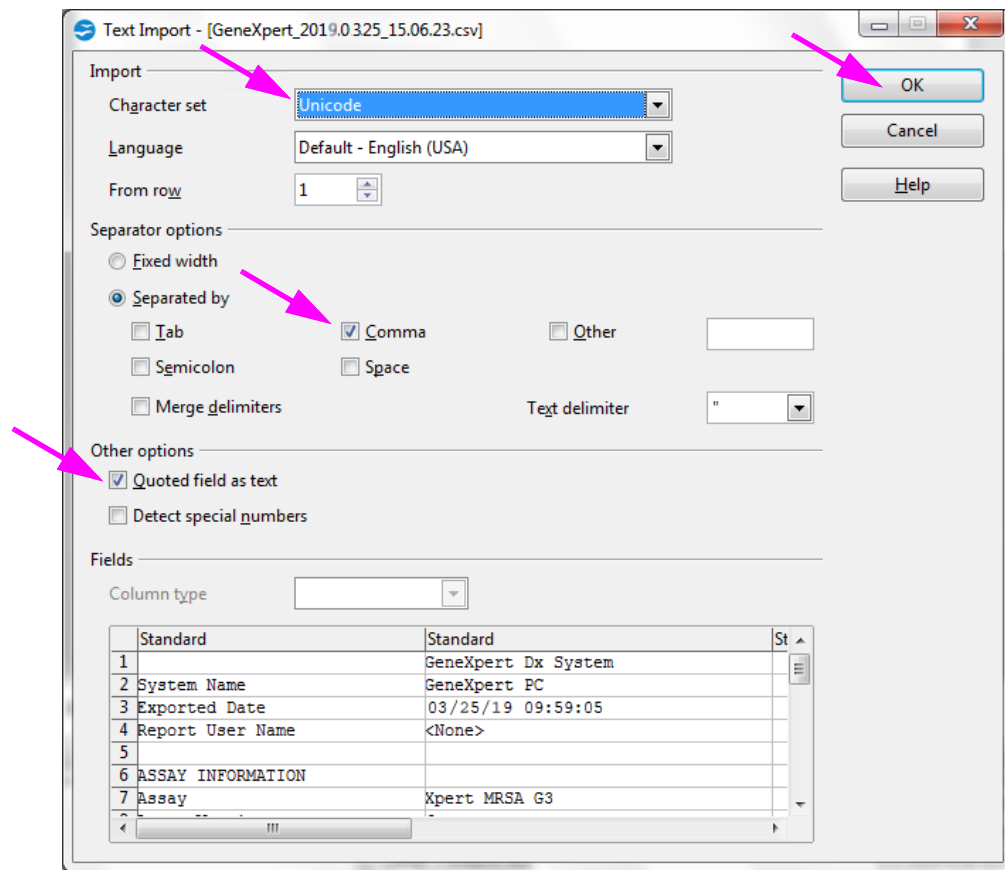 Text Import - [GeneXpert_2019.0325_15.06.23.csv]
Import
OK
Character set Unicode
Cancel
Language Default - English (USA)
From row 1
Help
Separator options
Fixed width
Separated by
Tab Comma Other
Semicolon Space
Merge delimiters Text delimiter "
Other options
Quoted field as text
Detect special numbers
Fields
Column type
Standard Standard St
1 GeneXpert Dx System
2 System Name GeneXpert PC
3 Exported Date 03/25/19 09:59:05
4 Report User Name <None>
5
6 ASSAY INFORMATION
7 Assay Xpert MRSA G3